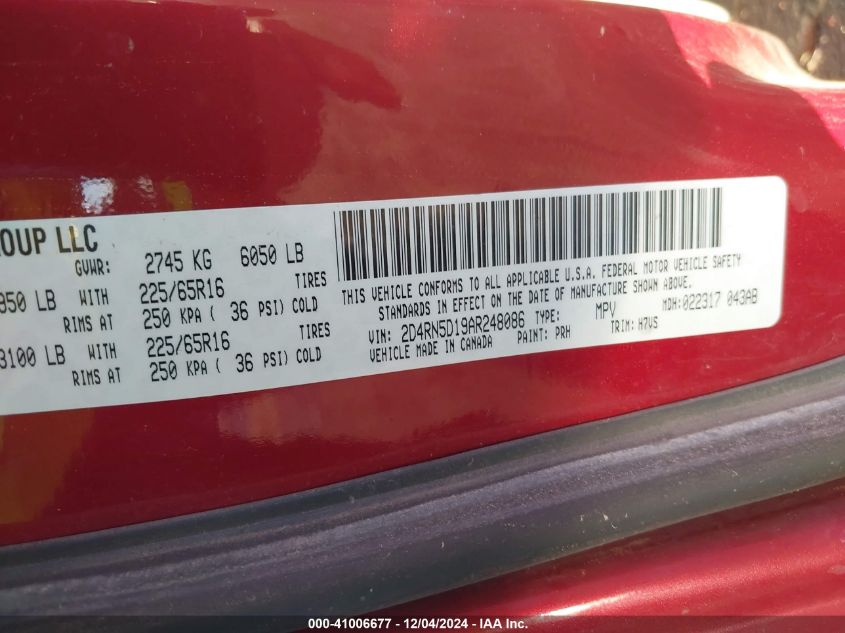 OUP LLC
GVWR: 2745 KG 6050 LB
350 LB WITH 225/65R16 TIRES
RIMS AT 250 KPA ( 36 PSI) COLD
3100 LB WITH 225/65R16 TIRES
RIMS AT 250 KPA ( 36 PSI) COLD
THIS VEHICLE CONFORMS TO ALL APPLICABLE U.S.A. FEDERAL MOTOR VEHICLE SAFETY
STANDARDS IN EFFECT ON THE DATE OF MANUFACTURE SHOWN ABOVE.
VIN: 2D4RN5D19AR248086 TYPE: MPV MDH: 022317 043AB
VEHICLE MADE IN CANADA PAINT: PRH TRIM: H7VS
000-41006677 - 12/04/2024 - IAA Inc.